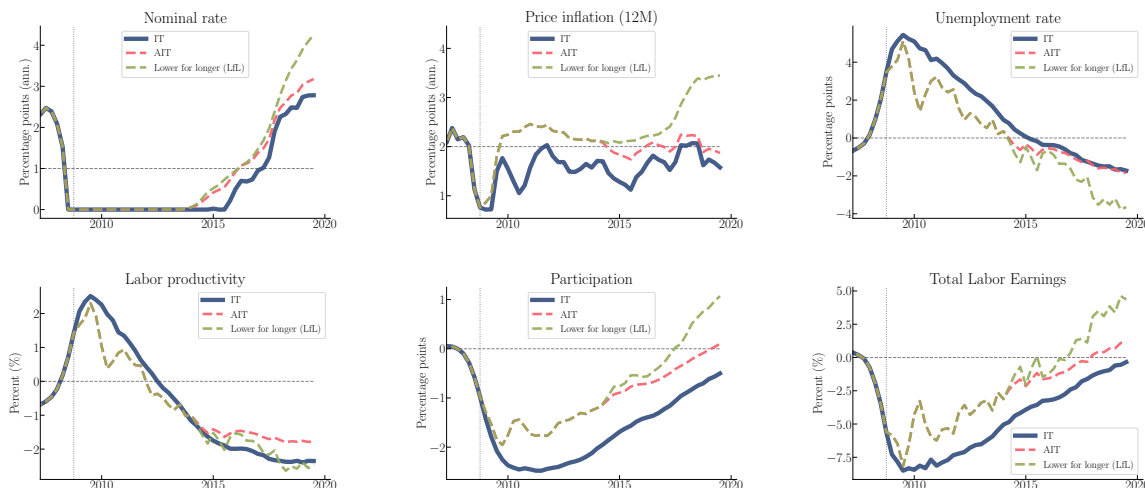 Nominal rate
Percentage points (ann.)
4
3
2
1
0
IT
AIT
Lower for longer (LfL)
2010
2015
2020
Price inflation (12M)
Percentage points (ann.)
4
3
2
1
IT
AIT
Lower for longer (LfL)
2010
2015
2020
Unemployment rate
Percentage points
4
2
0
−2
−4
IT
AIT
Lower for longer (LfL)
2010
2015
2020
Labor productivity
Percent (%)
2
1
0
−1
−2
IT
AIT
Lower for longer (LfL)
2010
2015
2020
Participation
Percentage points
1
0
−1
−2
IT
AIT
Lower for longer (LfL)
2010
2015
2020
Total Labor Earnings
Percent (%)
5.0
2.5
0.0
−2.5
−5.0
−7.5
IT
AIT
Lower for longer (LfL)
2010
2015
2020